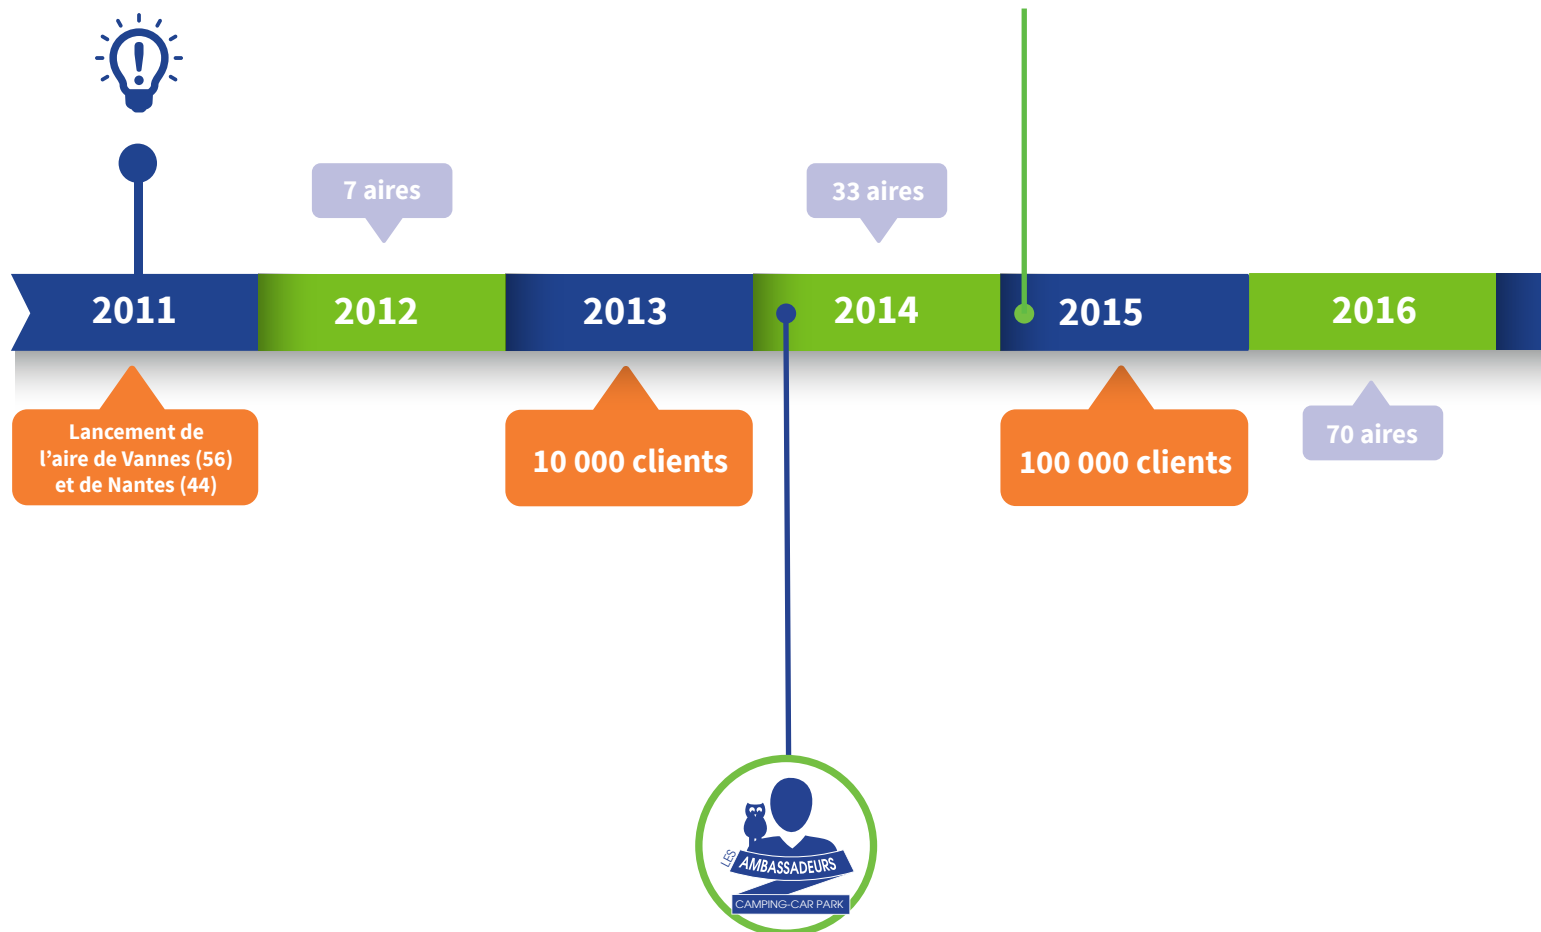 7 aires
33 aires
2011
2012
2013
2014
2015
2016
Lancement de
l’aire de Vannes (56)
et de Nantes (44)
10 000 clients
100 000 clients
70 aires
LES
AMBASSADEURS
CAMPING-CAR PARK